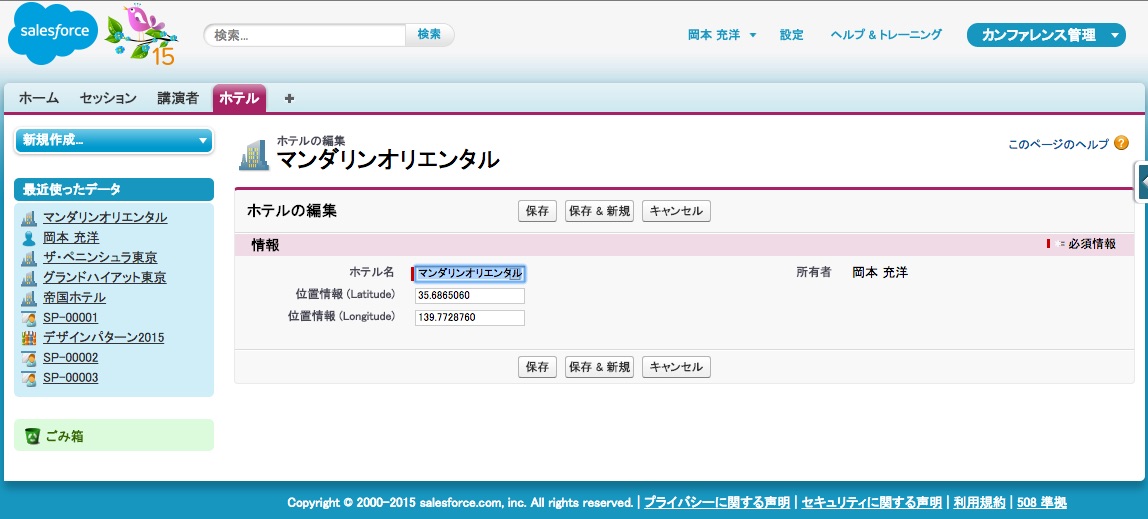 salesforce
15
検索...
検索
岡本 充洋
設定
ヘルプ & トレーニング
カンファレンス管理
ホーム
セッション
講演者
ホテル
+
新規作成...
最近使ったデータ
マンダリンオリエンタル
岡本 充洋
ザ・ペニンシュラ東京
グランドハイアット東京
帝国ホテル
SP-00001
デザインパターン2015
SP-00002
SP-00003
ごみ箱
ホテルの編集
マンダリンオリエンタル
このページのヘルプ ?
ホテルの編集
保存
保存 & 新規
キャンセル
情報
= 必須情報
ホテル名 マンダリンオリエンタル
所有者 岡本 充洋
位置情報 (Latitude) 35.6865060
位置情報 (Longitude) 139.7728760
保存
保存 & 新規
キャンセル
Copyright © 2000-2015 salesforce.com, inc. All rights reserved. | プライバシーに関する声明 | セキュリティに関する声明 | 利用規約 | 508 準拠